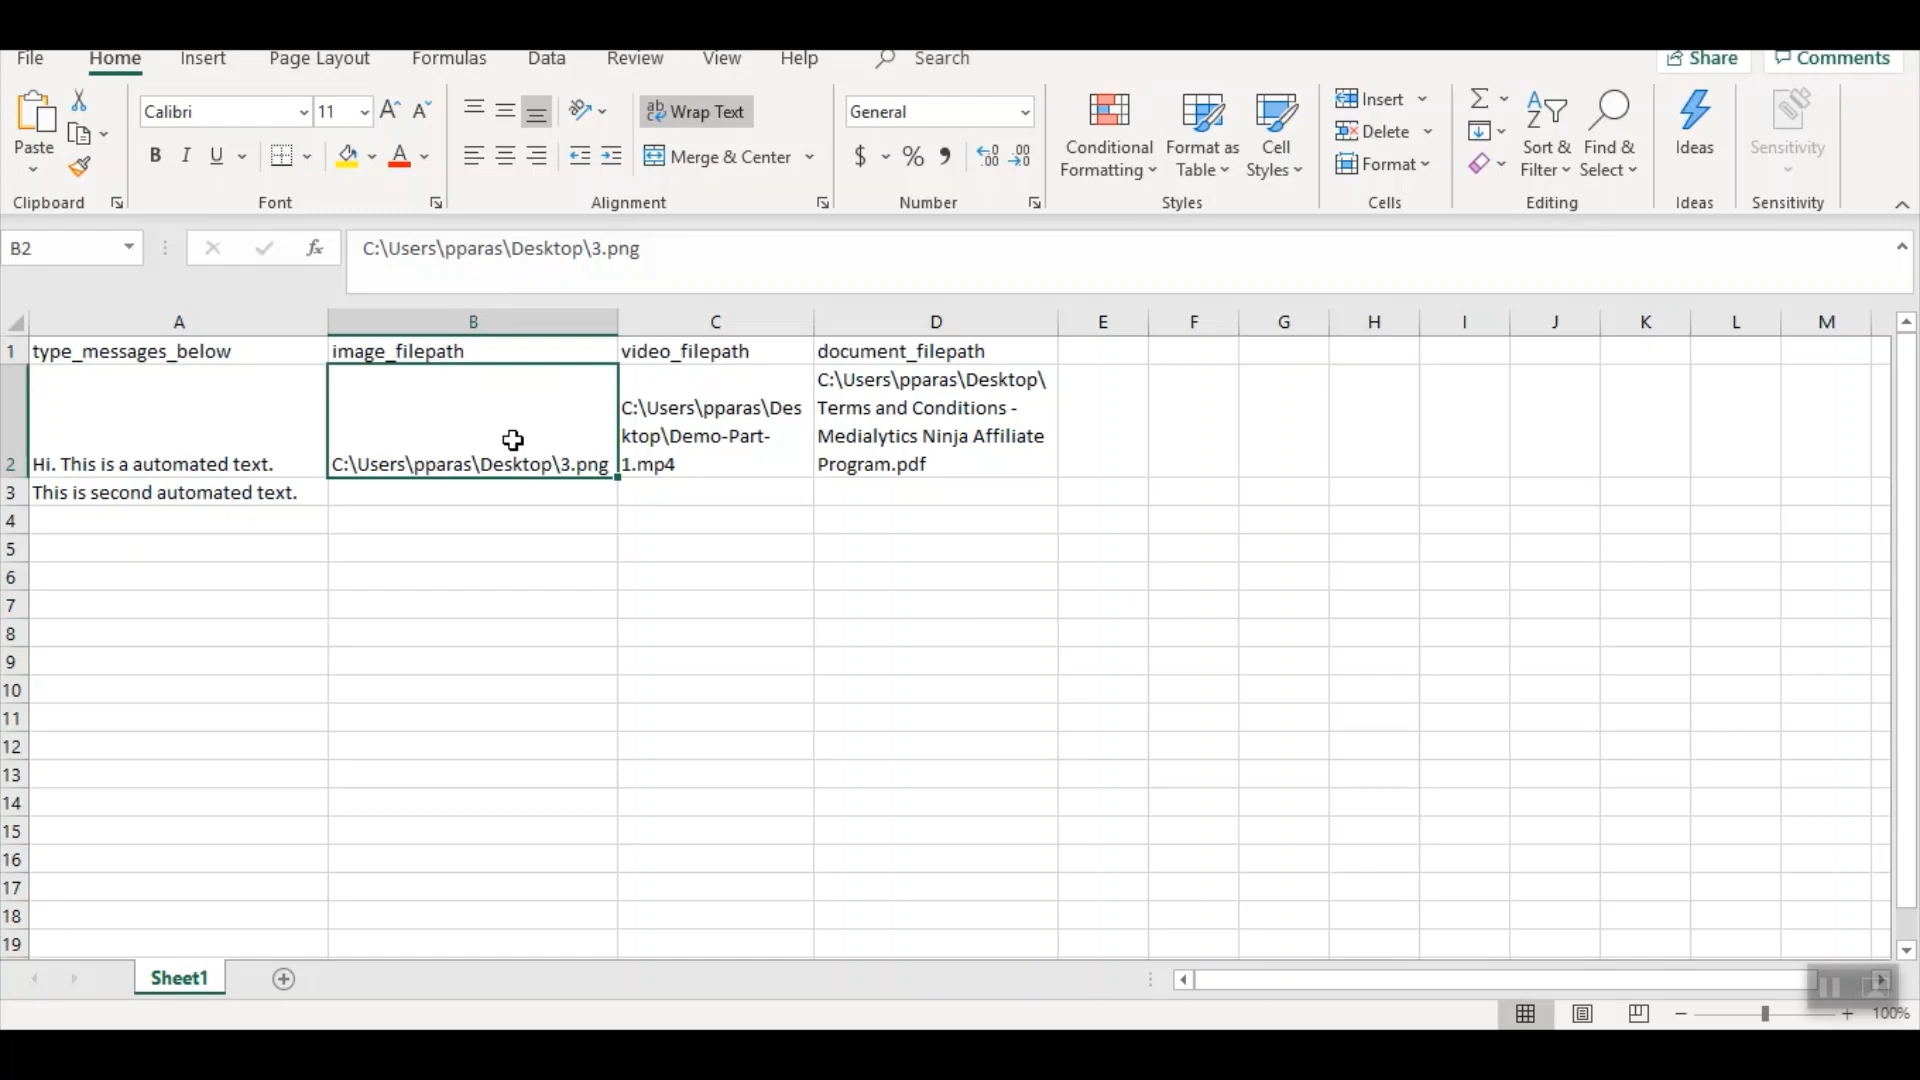 File Home Insert Page Layout Formulas Data Review View Help Search Share Comments
Calibri 11 Wrap Text General Insert
Delete
Paste Conditional Format as Cell Sort & Find & Ideas Sensitivity
B I U Merge & Center $ % Format
Formatting Table Styles Filter Select
Clipboard Font Alignment Number Styles Cells Editing Ideas Sensitivity
B2 fx C:\Users\pparas\Desktop\3.png
A B C D E F G H I J K L M
1 type_messages_below image_filepath video_filepath document_filepath
C:\Users\pparas\Desktop\
C:\Users\pparas\Des Terms and Conditions -
ktop\Demo-Part- Medialytics Ninja Affiliate
2 Hi. This is a automated text. C:\Users\pparas\Desktop\3.png 1.mp4 Program.pdf
3 This is second automated text.
4
5
6
7
8
9
10
11
12
13
14
15
16
17
18
19
Sheet1
100%